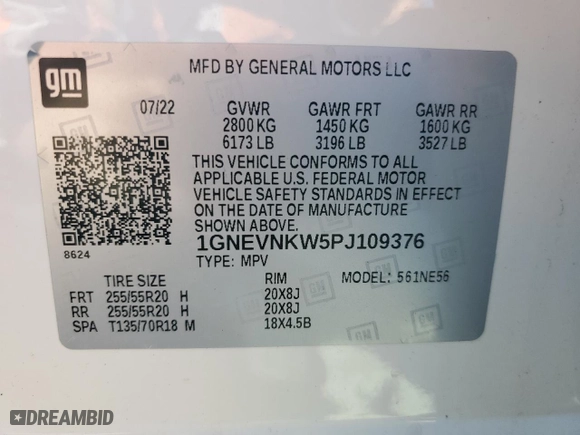 gm
MFD BY GENERAL MOTORS LLC
07/22 GVWR GAWR FRT GAWR RR
2800 KG 1450 KG 1600 KG
6173 LB 3196 LB 3527 LB
THIS VEHICLE CONFORMS TO ALL
APPLICABLE U.S. FEDERAL MOTOR
VEHICLE SAFETY STANDARDS IN EFFECT
ON THE DATE OF MANUFACTURE
SHOWN ABOVE.
8624
1GNEVNKW5PJ109376
TYPE: MPV
TIRE SIZE RIM MODEL: 561NE56
FRT 255/55R20 H 20X8J
RR 255/55R20 H 20X8J
SPA T135/70R18 M 18X4.5B
DREAMBID